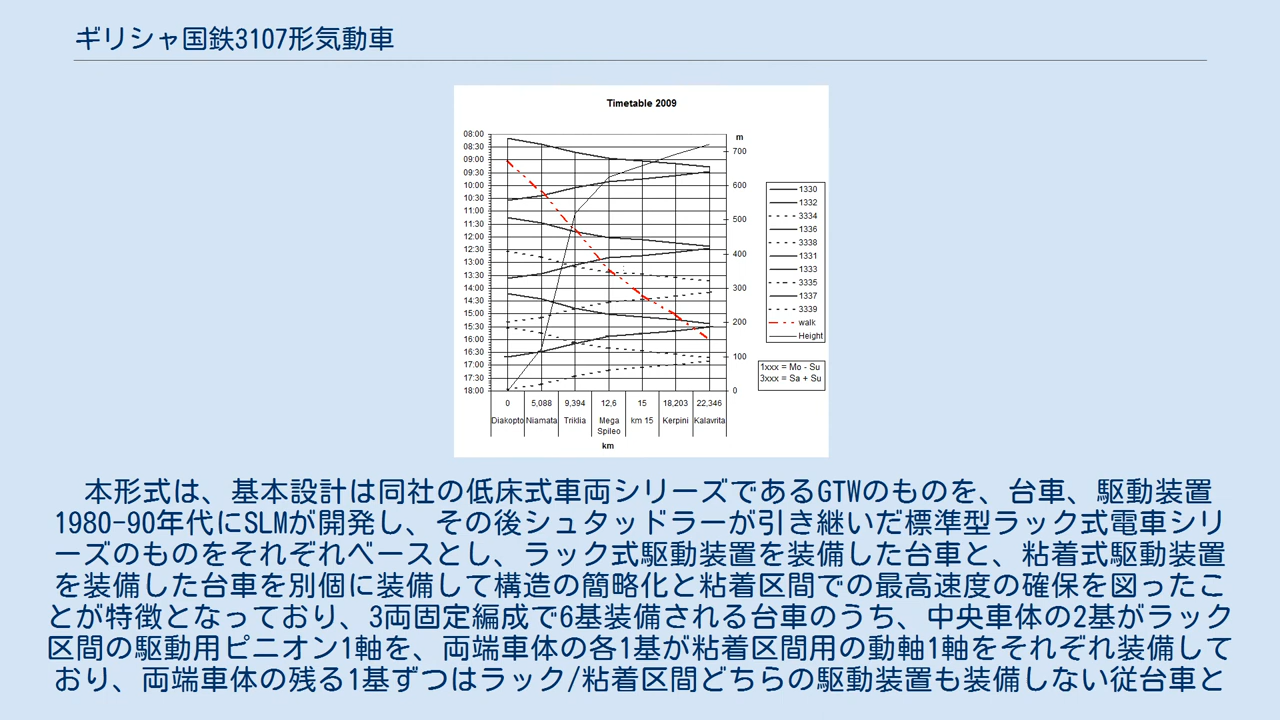 ギリシャ国鉄3107形気動車
Timetable 2009
08:00
08:30
09:00
09:30
10:00
10:30
11:00
11:30
12:00
12:30
13:00
13:30
14:00
14:30
15:00
15:30
16:00
16:30
17:00
17:30
18:00
m
700
600
500
400
300
200
100
0
0 5,088 9,394 12,6 15 18,203 22,346
Diakopto Niamata Triklia Mega Spileo km 15 Kerpini Kalavrita
km
1330
1332
3334
1336
3338
1331
1333
3335
1337
3339
walk
Height
1xxx = Mo - Su
3xxx = Sa + Su
本形式は、基本設計は同社の低床式車両シリーズであるGTWのものを、台車、駆動装置
1980-90年代にSLMが開発し、その後シュタッドラーが引き継いだ標準型ラック式電車シリ
ーズのものをそれぞれベースとし、ラック式駆動装置を装備した台車と、粘着式駆動装置
を装備した台車を別個に装備して構造の簡略化と粘着区間での最高速度の確保を図ったこ
とが特徴となっており、3両固定編成で6基装備される台車のうち、中央車体の2基がラック
区間の駆動用ピニオン1軸を、両端車体の各1基が粘着区間用の動軸1軸をそれぞれ装備して
おり、両端車体の残る1基ずつはラック/粘着区間どちらの駆動装置も装備しない従台車と